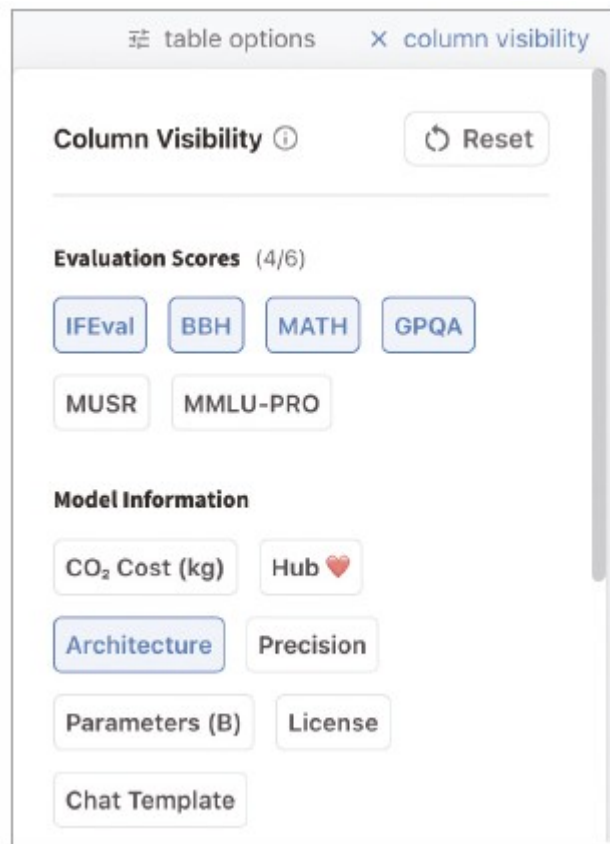 table options × column visibility
Column Visibility ⓘ Reset
Evaluation Scores (4/6)
IFEval BBH MATH GPQA
MUSR MMLU-PRO
Model Information
CO₂ Cost (kg) Hub ❤️
Architecture Precision
Parameters (B) License
Chat Template